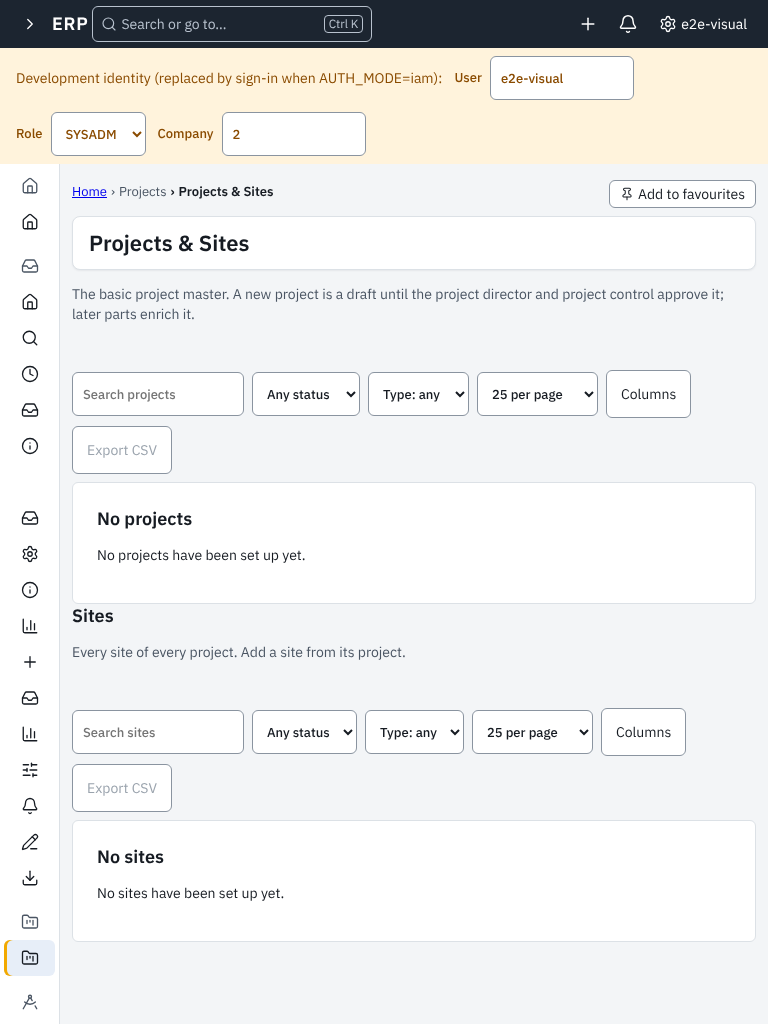 ERP
Search or go to...
Ctrl K
e2e-visual
Development identity (replaced by sign-in when AUTH_MODE=iam):
User
e2e-visual
Role
SYSADM
Company
2
Home › Projects › Projects & Sites
Add to favourites
Projects & Sites
The basic project master. A new project is a draft until the project director and project control approve it;
later parts enrich it.
Search projects
Any status
Type: any
25 per page
Columns
Export CSV
No projects
No projects have been set up yet.
Sites
Every site of every project. Add a site from its project.
Search sites
Any status
Type: any
25 per page
Columns
Export CSV
No sites
No sites have been set up yet.